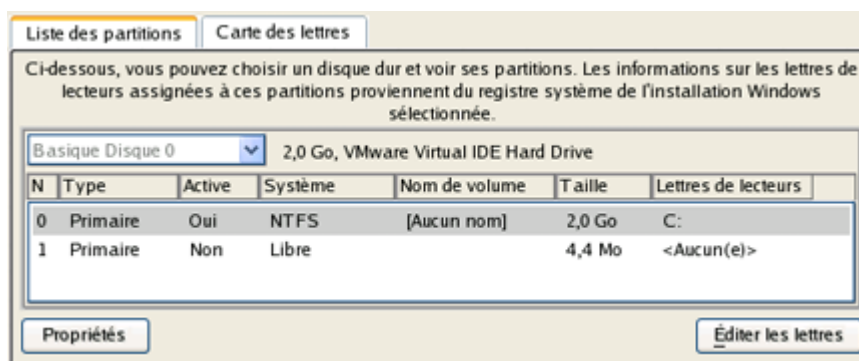 Liste des partitions Carte des lettres
Ci-dessous, vous pouvez choisir un disque dur et voir ses partitions. Les informations sur les lettres de
lecteurs assignées à ces partitions proviennent du registre système de l'installation Windows
sélectionnée.
Basique Disque 0 2,0 Go, VMware Virtual IDE Hard Drive
N Type Active Système Nom de volume Taille Lettres de lecteurs
0 Primaire Oui NTFS [Aucun nom] 2,0 Go C:
1 Primaire Non Libre 4,4 Mo <Aucun(e)>
Propriétés Éditer les lettres